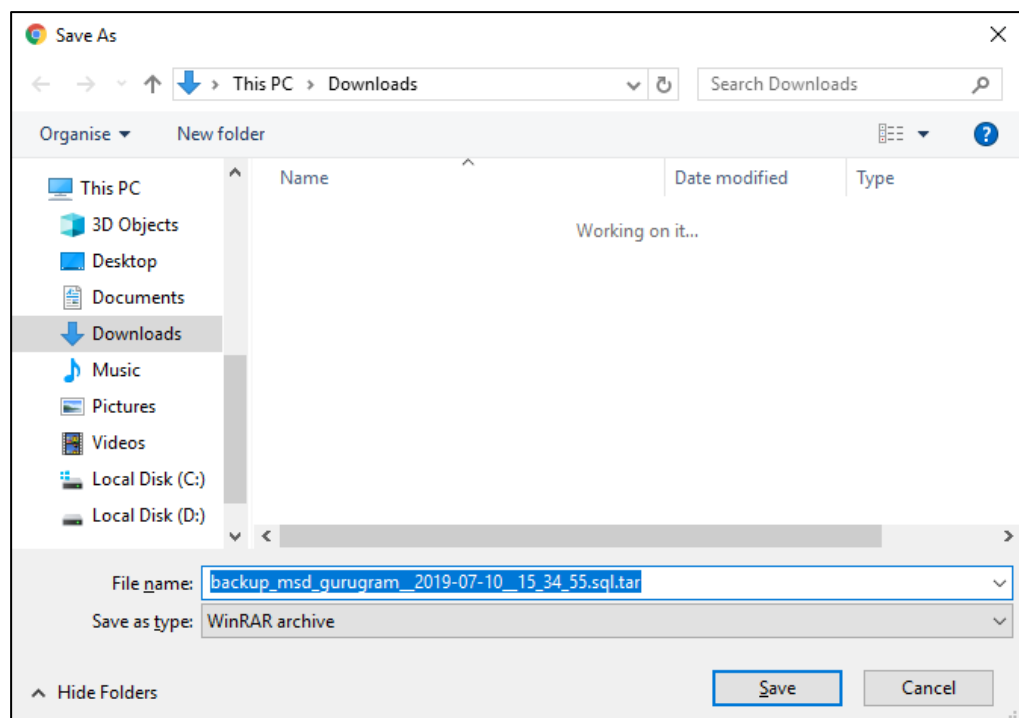 Save As
This PC > Downloads
Search Downloads
Organise
New folder
?
Name
Date modified
Type
Working on it...
This PC
3D Objects
Desktop
Documents
Downloads
Music
Pictures
Videos
Local Disk (C:)
Local Disk (D:)
File name: backup_msd_gurugram__2019-07-10__15_34_55.sql.tar
Save as type: WinRAR archive
Hide Folders
Save
Cancel